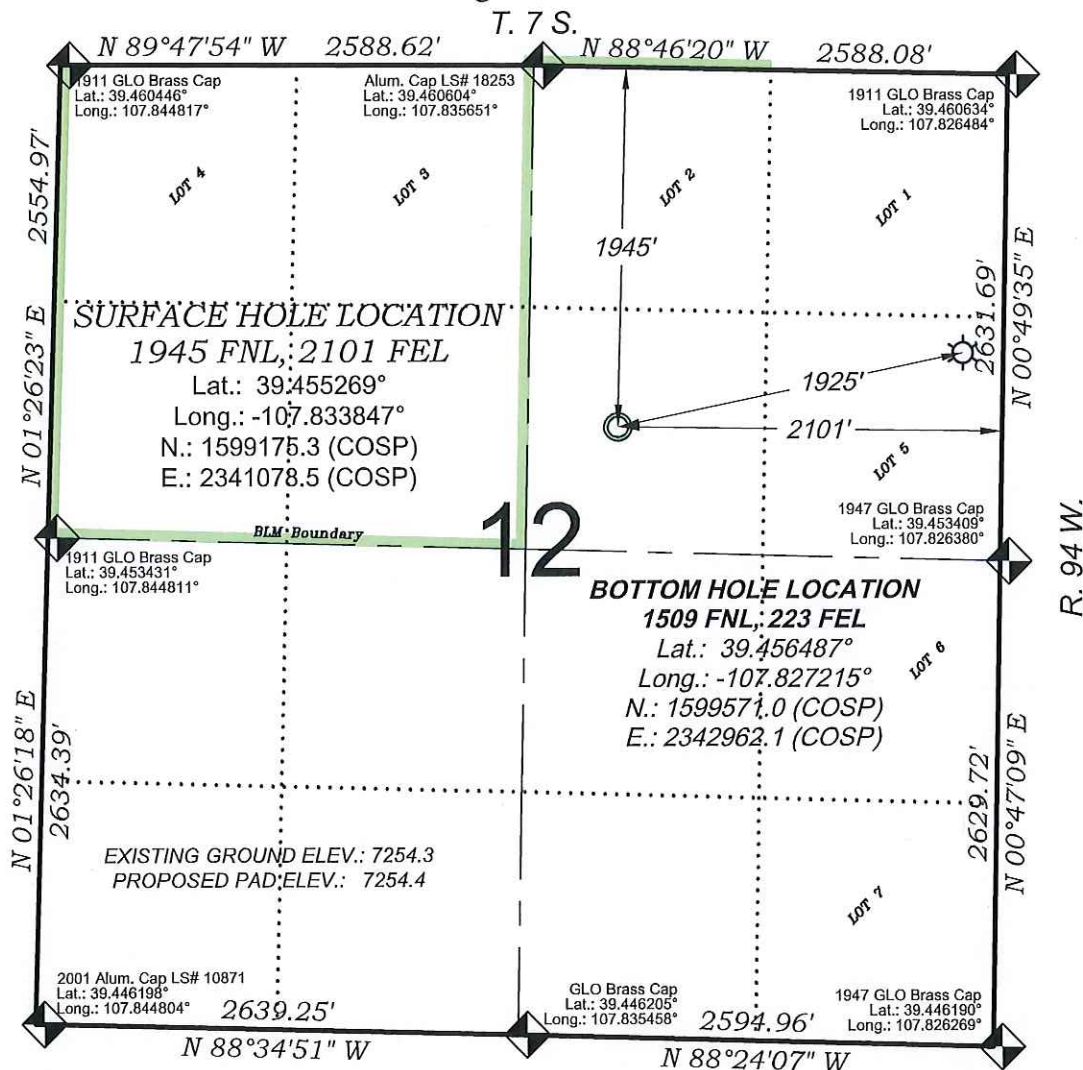 T. 7 S.
N 89°47'54" W 2588.62'
N 88°46'20" W 2588.08'
1911 GLO Brass Cap
Lat.: 39.460446°
Long.: 107.844817°
Alum. Cap LS# 18253
Lat.: 39.460604°
Long.: 107.835651°
1911 GLO Brass Cap
Lat.: 39.460634°
Long.: 107.826484°
2554.97'
N 01°26'23" E
LOT 4
LOT 3
LOT 2
LOT 1
1945'
2631.69'
N 00°49'35" E
SURFACE HOLE LOCATION
1945 FNL, 2101 FEL
Lat.: 39.455269°
Long.: -107.833847°
N.: 1599175.3 (COSP)
E.: 2341078.5 (COSP)
1925'
2101'
LOT 5
BLM Boundary
12
1947 GLO Brass Cap
Lat.: 39.453409°
Long.: 107.826380°
R. 94 W.
1911 GLO Brass Cap
Lat.: 39.453431°
Long.: 107.844811°
BOTTOM HOLE LOCATION
1509 FNL, 223 FEL
Lat.: 39.456487°
Long.: -107.827215°
N.: 1599571.0 (COSP)
E.: 2342962.1 (COSP)
LOT 6
N 01°26'18" E
2634.39'
2629.72'
N 00°47'09" E
EXISTING GROUND ELEV.: 7254.3
PROPOSED PAD ELEV.: 7254.4
LOT 7
2001 Alum. Cap LS# 10871
Lat.: 39.446198°
Long.: 107.844804°
2639.25'
N 88°34'51" W
GLO Brass Cap
Lat.: 39.446205°
Long.: 107.835458°
2594.96'
N 88°24'07" W
1947 GLO Brass Cap
Lat.: 39.446190°
Long.: 107.826269°